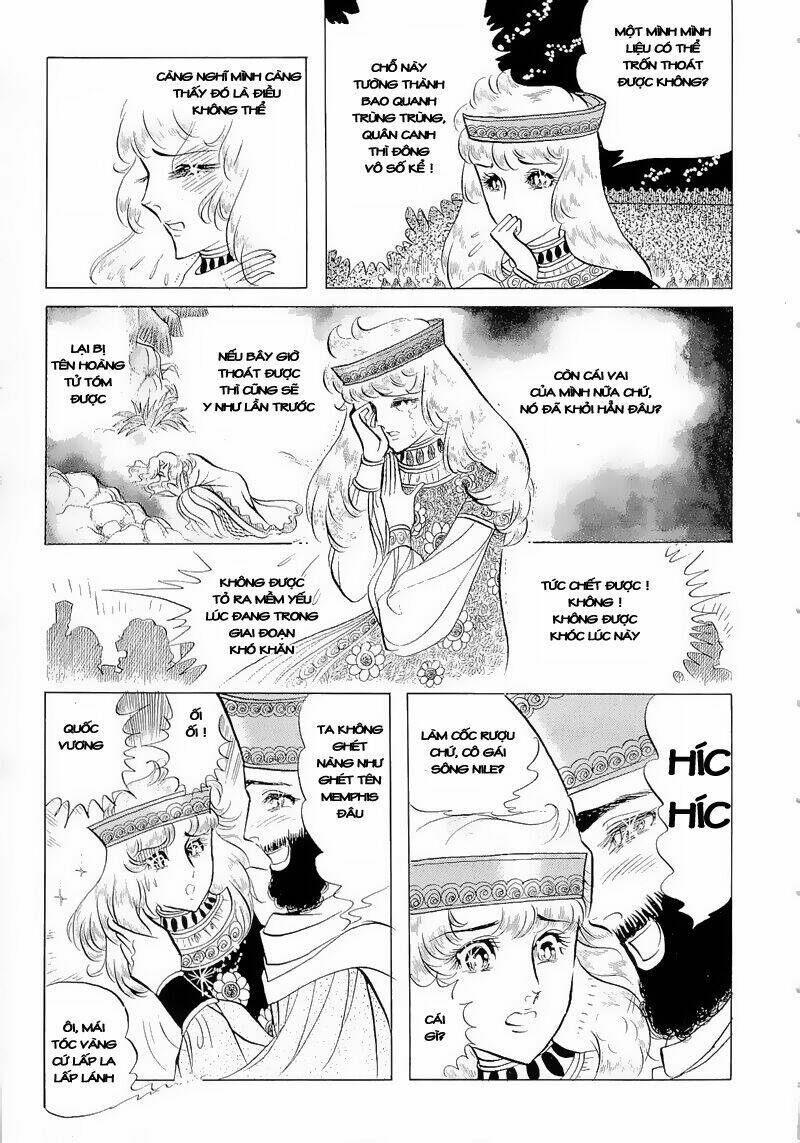 MỘT MÌNH MÌNH
LIỆU CÓ THỂ
TRỐN THOÁT
ĐƯỢC KHÔNG?
CHỖ NÀY
TƯỜNG THÀNH
BAO QUANH
TRÙNG TRÙNG,
QUÂN CANH
THÌ ĐÔNG
VÔ SỐ KỂ !
CÀNG NGHĨ MÌNH CÀNG
THẤY ĐÓ LÀ ĐIỀU
KHÔNG THỂ
LẠI BỊ
TÊN HOÀNG
TỬ TÓM
ĐƯỢC
NẾU BÂY GIỜ
THOÁT ĐƯỢC
THÌ CŨNG SẼ
Y NHƯ LẦN TRƯỚC
CÒN CÁI VAI
CỦA MÌNH NỮA CHỨ,
NÓ ĐÃ KHỎI HẲN ĐÂU?
KHÔNG ĐƯỢC
TỎ RA MỀM YẾU
LÚC ĐANG TRONG
GIAI ĐOẠN
KHÓ KHĂN
TỨC CHẾT ĐƯỢC !
KHÔNG !
KHÔNG ĐƯỢC
KHÓC LÚC NÀY
QUỐC
VƯƠNG
ỐI
ỐI !
TA KHÔNG
GHÉT
NÀNG NHƯ
GHÉT TÊN
MEMPHIS
ĐÂU
ÔI, MÁI
TÓC VÀNG
CỨ LẤP LA
LẤP LÁNH
LÀM CỐC RƯỢU
CHỨ, CÔ GÁI
SÔNG NILE?
HÍC
HÍC
CÁI
GÌ?